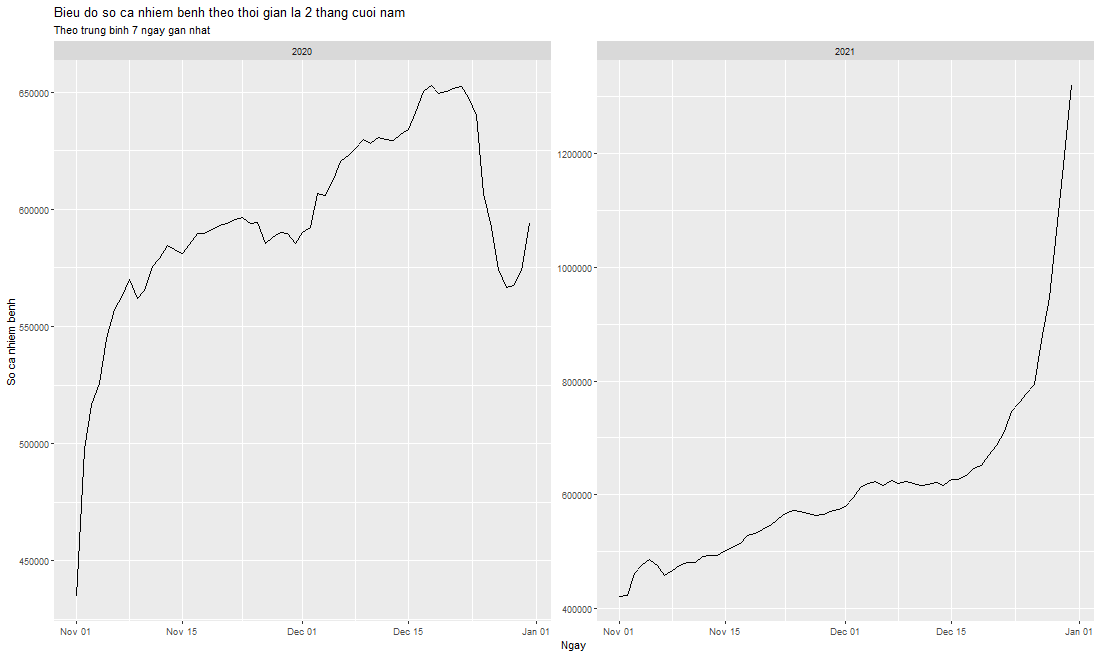 Bieu do so ca nhiem benh theo thoi gian la 2 thang cuoi nam
Theo trung binh 7 ngay gan nhat
2020
2021
So ca nhiem benh
650000
600000
550000
500000
450000
1200000
1000000
800000
600000
400000
Nov 01
Nov 15
Dec 01
Dec 15
Jan 01
Nov 01
Nov 15
Dec 01
Dec 15
Jan 01
Ngay